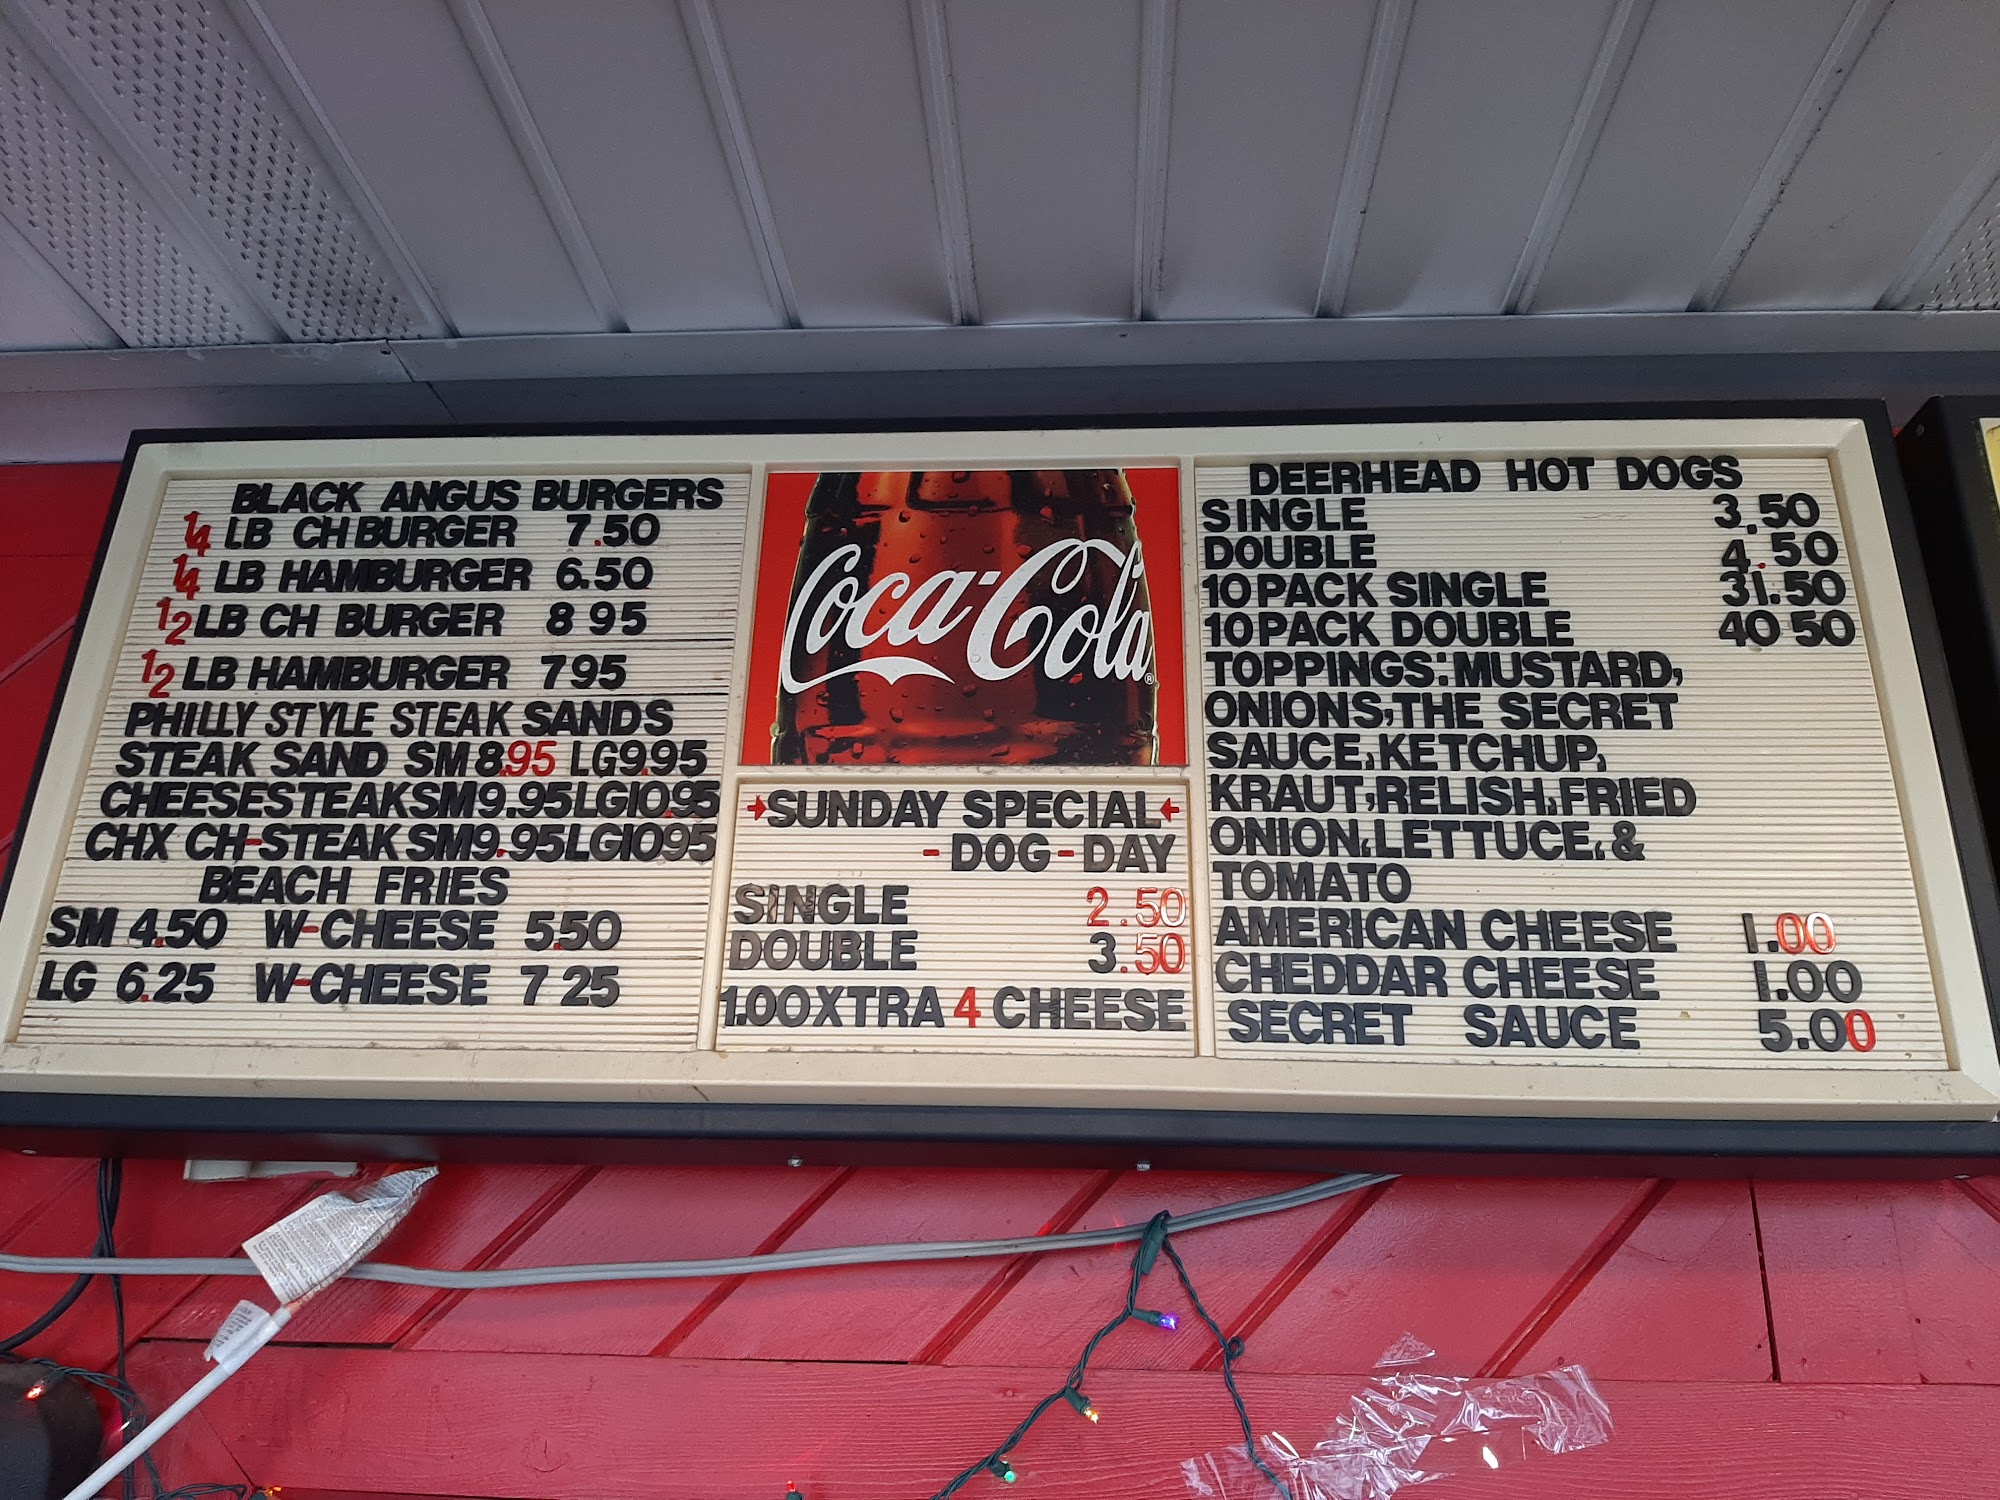 BLACK ANGUS BURGERS
1/4 LB CH BURGER 7.50
1/4 LB HAMBURGER 6.50
1/2 LB CH BURGER 8 95
1/2 LB HAMBURGER 7 95
PHILLY STYLE STEAK SANDS
STEAK SAND SM 8.95 LG 9.95
CHEESESTEAK SM 9.95 LG 10.95
CHX CH-STEAK SM 9.95 LG 10 95
BEACH FRIES
SM 4.50 W-CHEESE 5.50
LG 6.25 W-CHEESE 7 25
Coca-Cola®
SUNDAY SPECIAL
-DOG-DAY
SINGLE 2.50
DOUBLE 3.50
1.00 XTRA 4 CHEESE
DEERHEAD HOT DOGS
SINGLE 3.50
DOUBLE 4.50
10 PACK SINGLE 31.50
10 PACK DOUBLE 40 50
TOPPINGS: MUSTARD,
ONIONS, THE SECRET
SAUCE, KETCHUP,
KRAUT, RELISH, FRIED
ONION, LETTUCE, &
TOMATO
AMERICAN CHEESE 1.00
CHEDDAR CHEESE 1.00
SECRET SAUCE 5.00